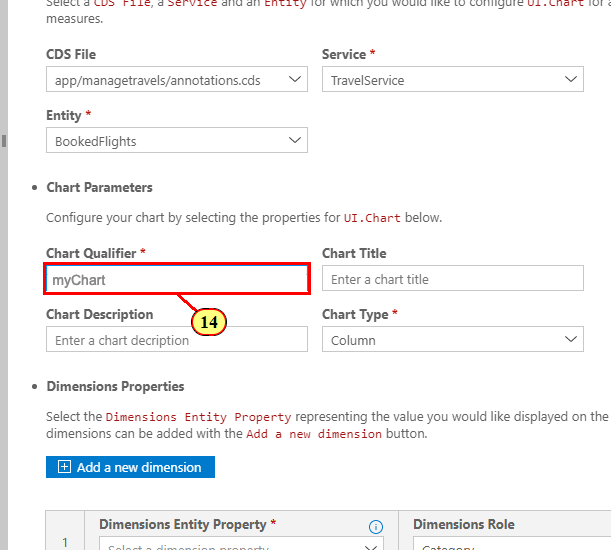 Select a CDS File, a Service and an Entity for which you would like to configure UI.Chart for a
measures.
CDS File
Service *
app/managetravels/annotations.cds
TravelService
Entity *
BookedFlights
Chart Parameters
Configure your chart by selecting the properties for UI.Chart below.
Chart Qualifier *
Chart Title
myChart
Enter a chart title
14
Chart Description
Chart Type *
Enter a chart decription
Column
Dimensions Properties
Select the Dimensions Entity Property representing the value you would like displayed on the
dimensions can be added with the Add a new dimension button.
Add a new dimension
1
Dimensions Entity Property *
Dimensions Role
Select a dimension property
Category